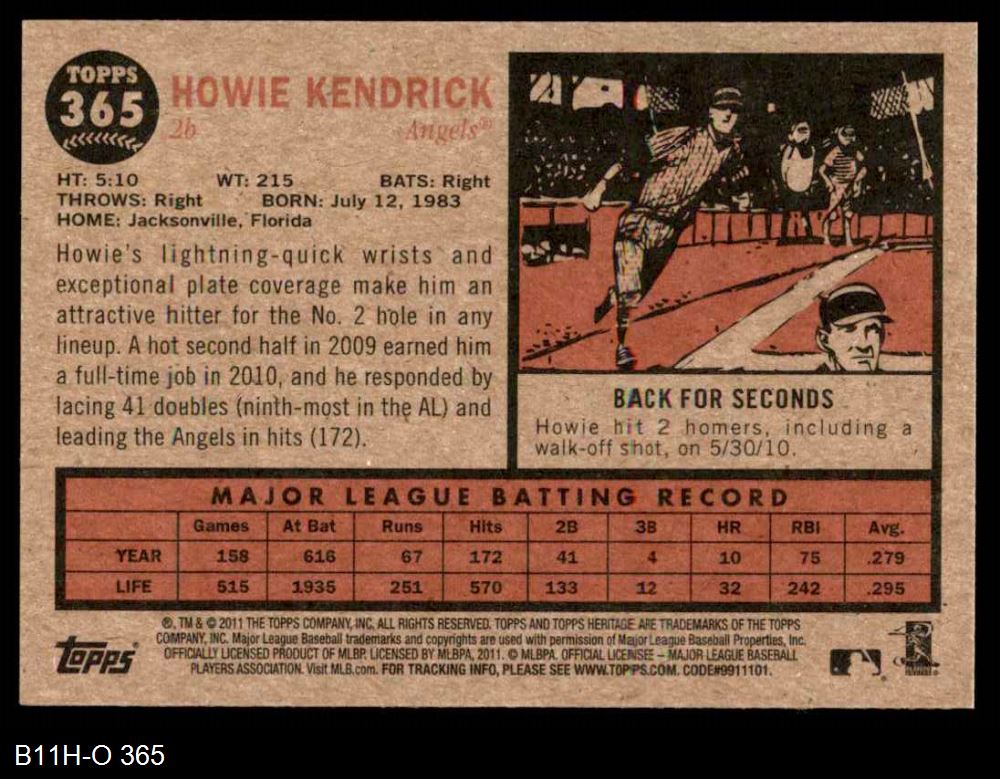 TOPPS
365
HOWIE KENDRICK
2b Angels®
HT: 5:10 WT: 215 BATS: Right
THROWS: Right BORN: July 12, 1983
HOME: Jacksonville, Florida
Howie's lightning-quick wrists and
exceptional plate coverage make him an
attractive hitter for the No. 2 hole in any
lineup. A hot second half in 2009 earned him
a full-time job in 2010, and he responded by
lacing 41 doubles (ninth-most in the AL) and
leading the Angels in hits (172).
BACK FOR SECONDS
Howie hit 2 homers, including a
walk-off shot, on 5/30/10.
MAJOR LEAGUE BATTING RECORD
Games At Bat Runs Hits 2B 3B HR RBI Avg.
YEAR 158 616 67 172 41 4 10 75 .279
LIFE 515 1935 251 570 133 12 32 242 .295
®, TM & © 2011 THE TOPPS COMPANY, INC, ALL RIGHTS RESERVED. TOPPS AND TOPPS HERITAGE ARE TRADEMARKS OF THE TOPPS
COMPANY, INC. Major League Baseball trademarks and copyrights are used with permission of Major League Baseball Properties, Inc.
OFFICIALLY LICENSED PRODUCT OF MLBP. LICENSED BY MLBPA, 2011. © MLBPA. OFFICIAL LICENSEE – MAJOR LEAGUE BASEBALL
PLAYERS ASSOCIATION. Visit MLB.com. FOR TRACKING INFO, PLEASE SEE WWW.TOPPS.COM. CODE#9911101.
Topps
B11H-O 365